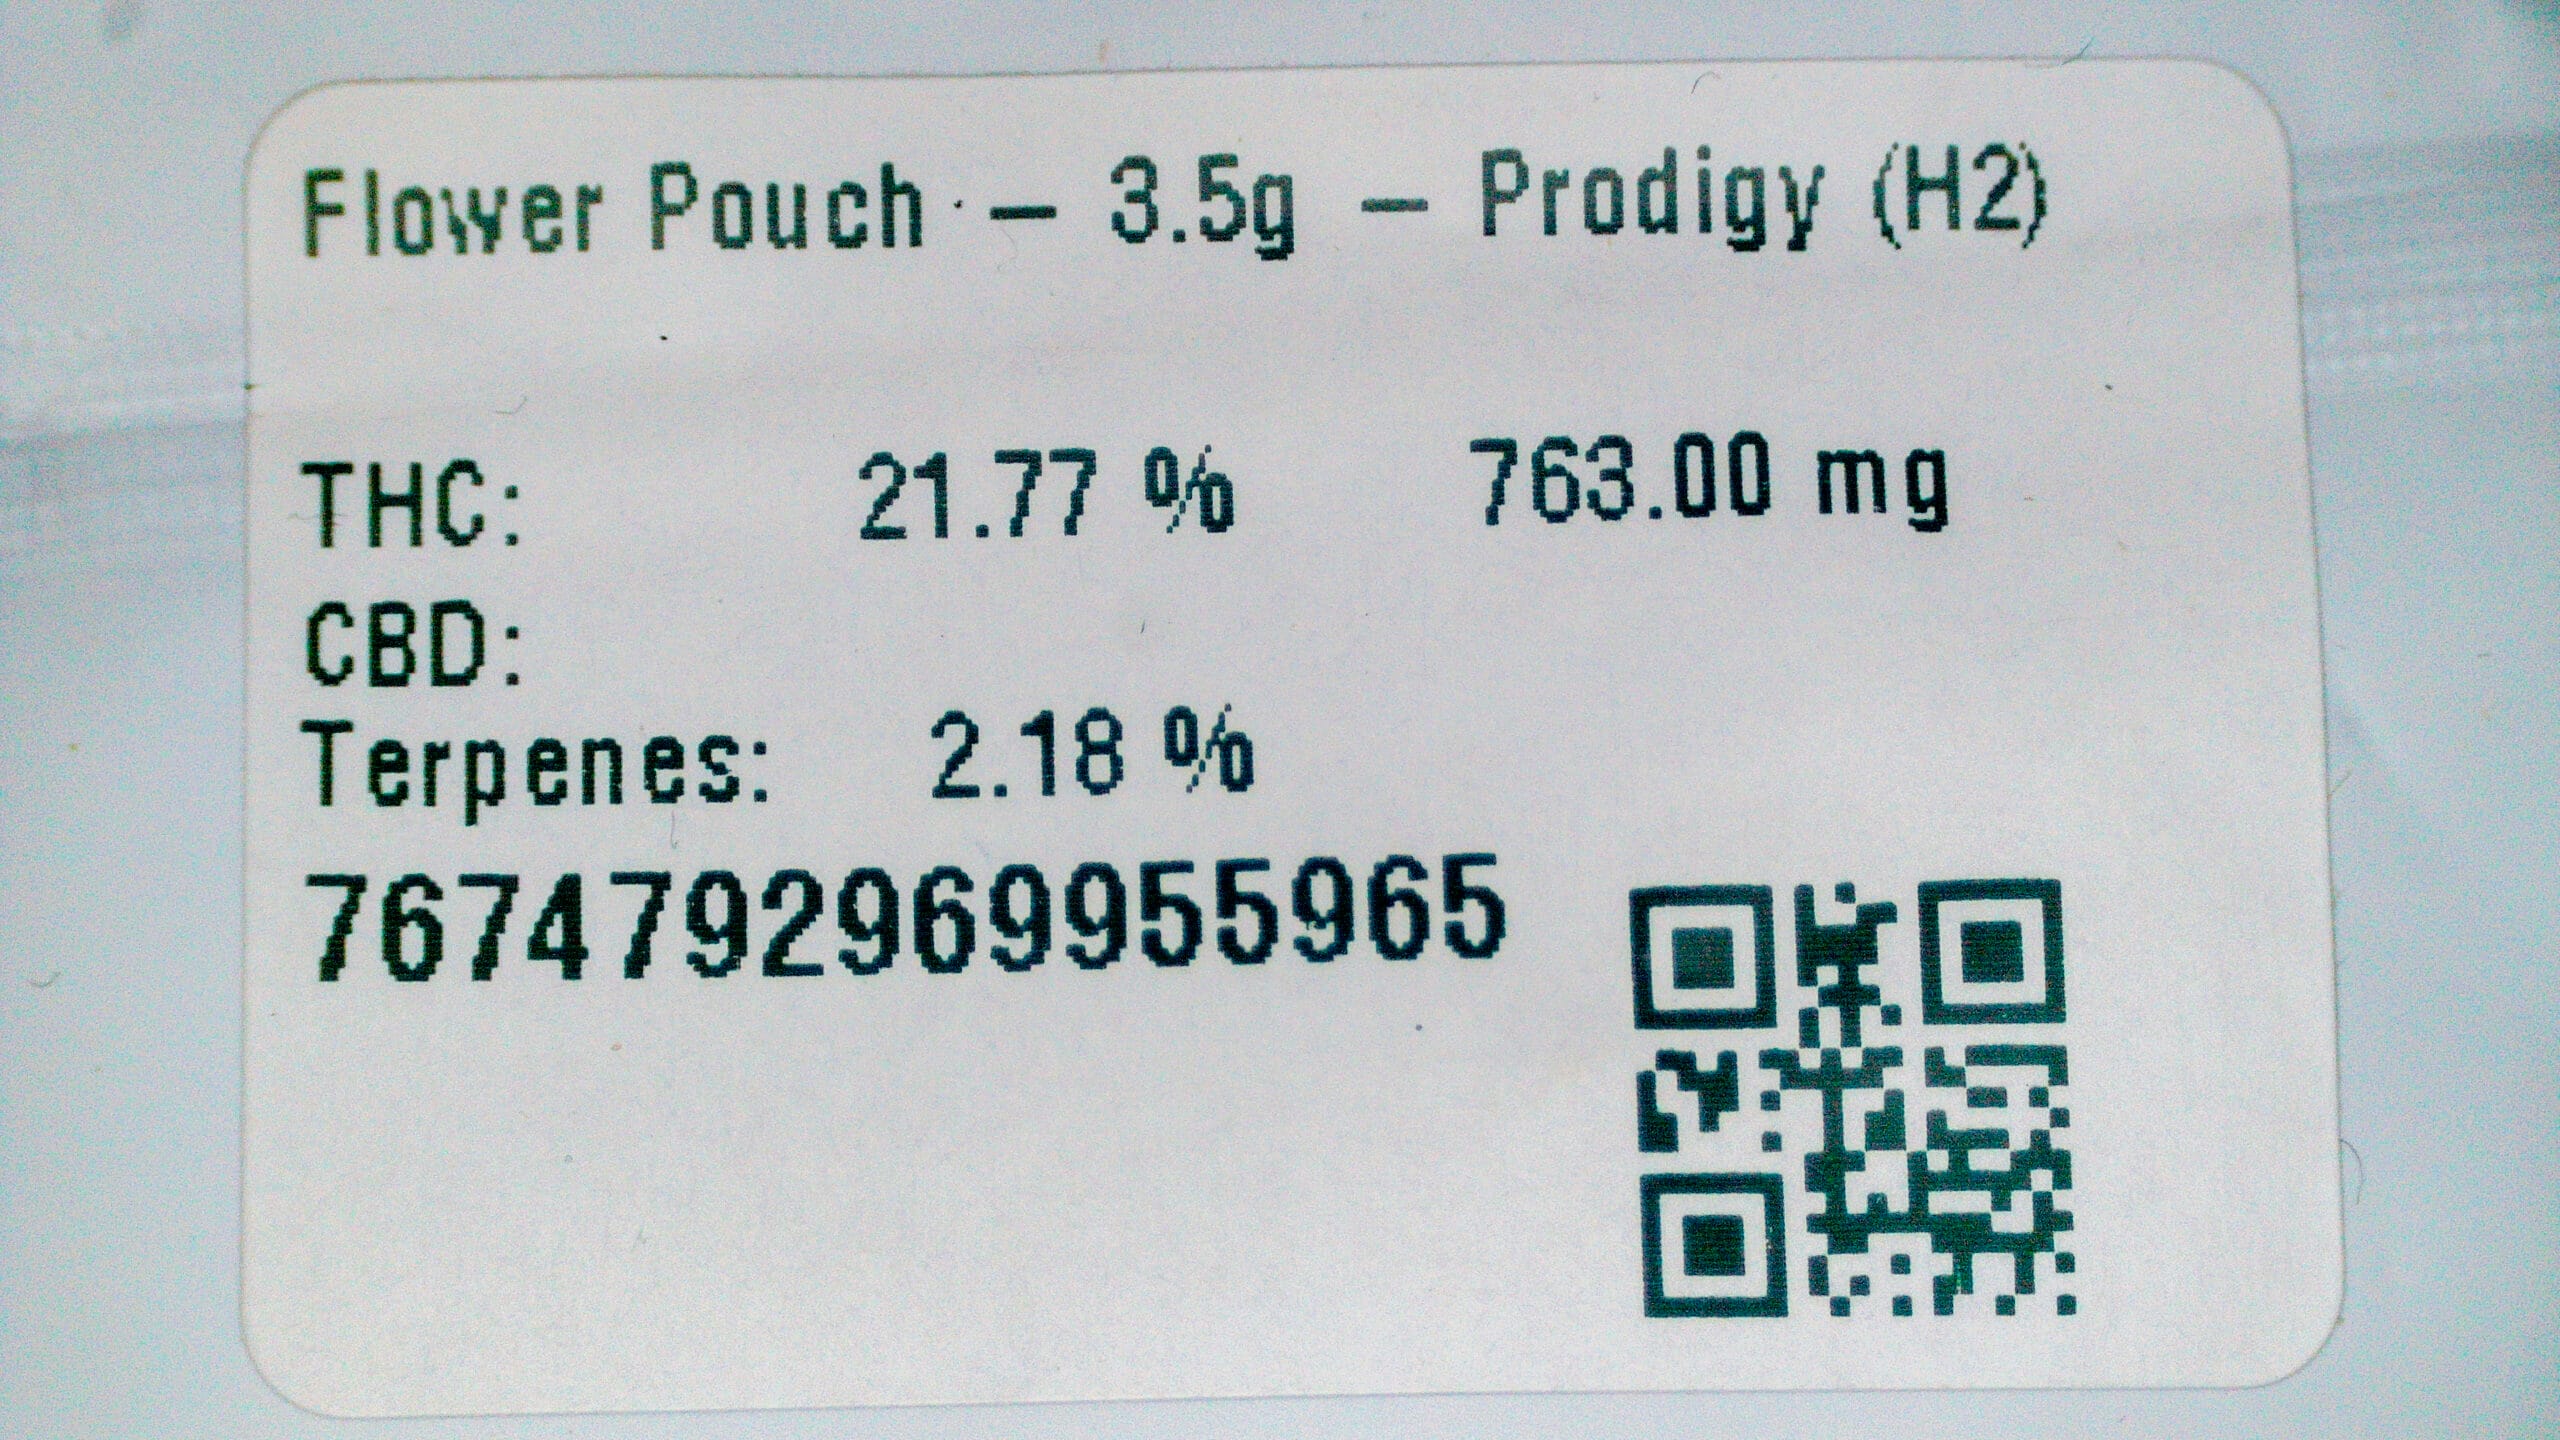 Flower Pouch - 3.5g - Prodigy (H2)
THC: 21.77 % 763.00 mg
CBD:
Terpenes: 2.18 %
7674792969955965